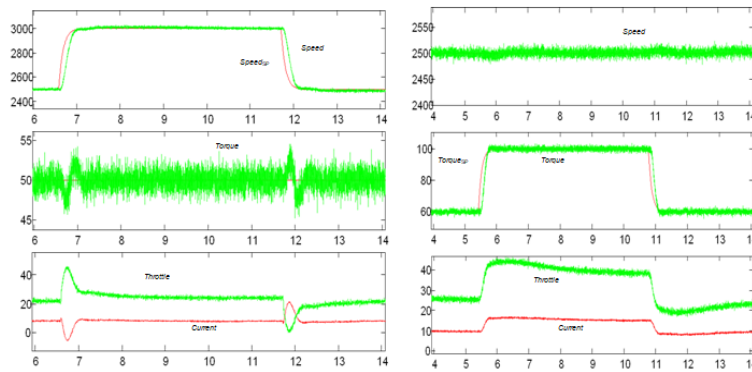 3000
2800
2600
2400
Speed
SpeedSP
6 7 8 9 10 11 12 13 14
2550
2500
2450
2400
Speed
4 5 6 7 8 9 10 11 12 13 14
55
50
45
Torque
6 7 8 9 10 11 12 13 14
100
80
60
TorqueSP
Torque
4 5 6 7 8 9 10 11 12 13 14
40
20
0
Throttle
Current
6 7 8 9 10 11 12 13 14
40
30
20
10
0
Throttle
Current
4 5 6 7 8 9 10 11 12 13 14